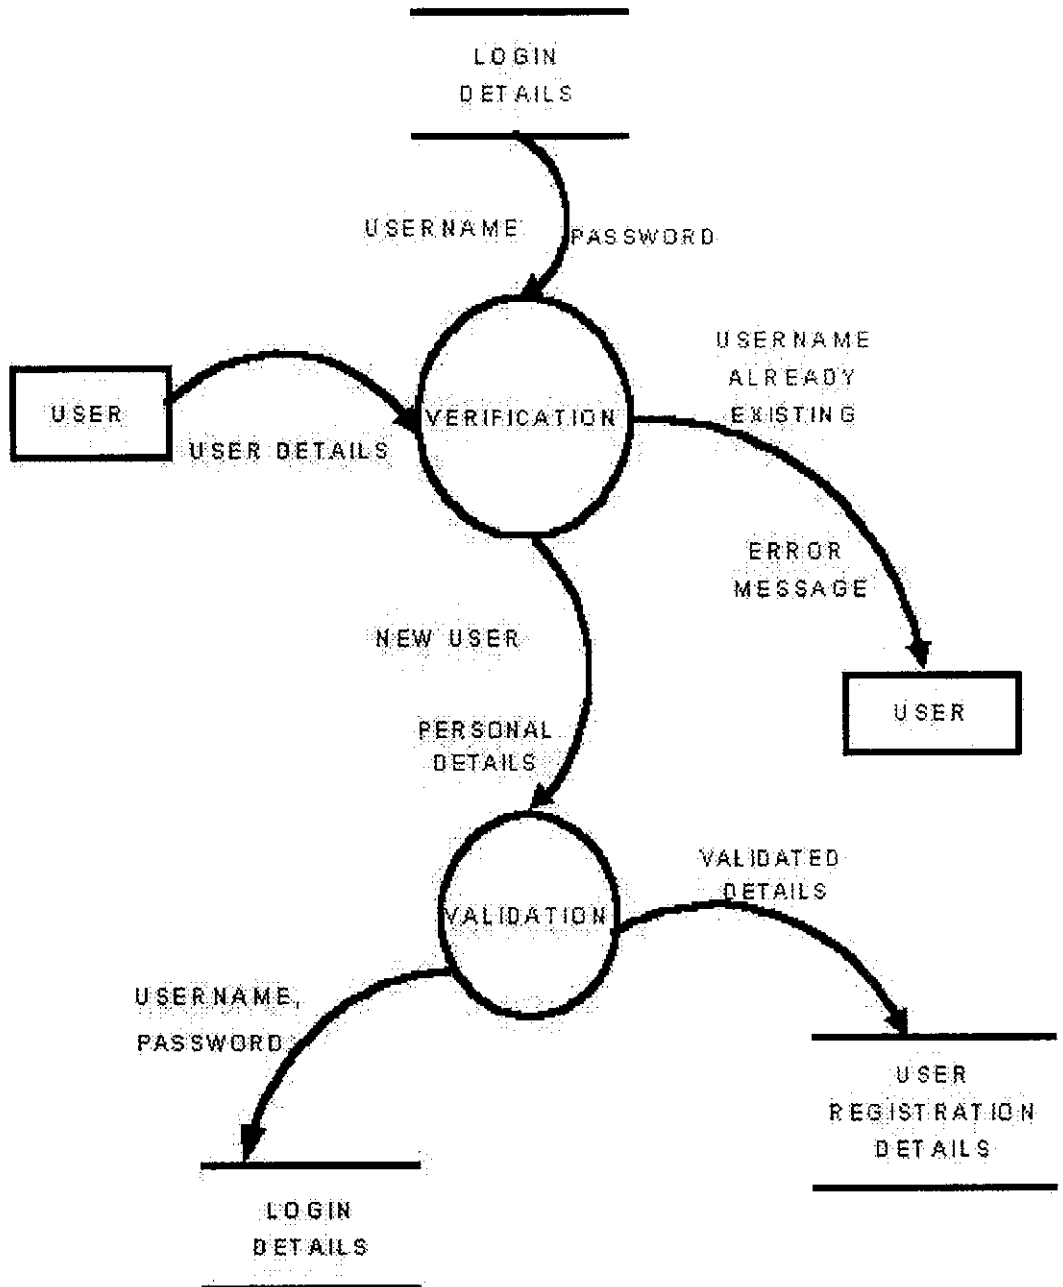 LOGIN
DETAILS
USERNAME
PASSWORD
USERNAME
ALREADY
EXISTING
USER
VERIFICATION
USER DETAILS
ERROR
MESSAGE
NEW USER
USER
PERSONAL
DETAILS
VALIDATED
DETAILS
VALIDATION
USERNAME,
PASSWORD
USER
REGISTRATION
DETAILS
LOGIN
DETAILS